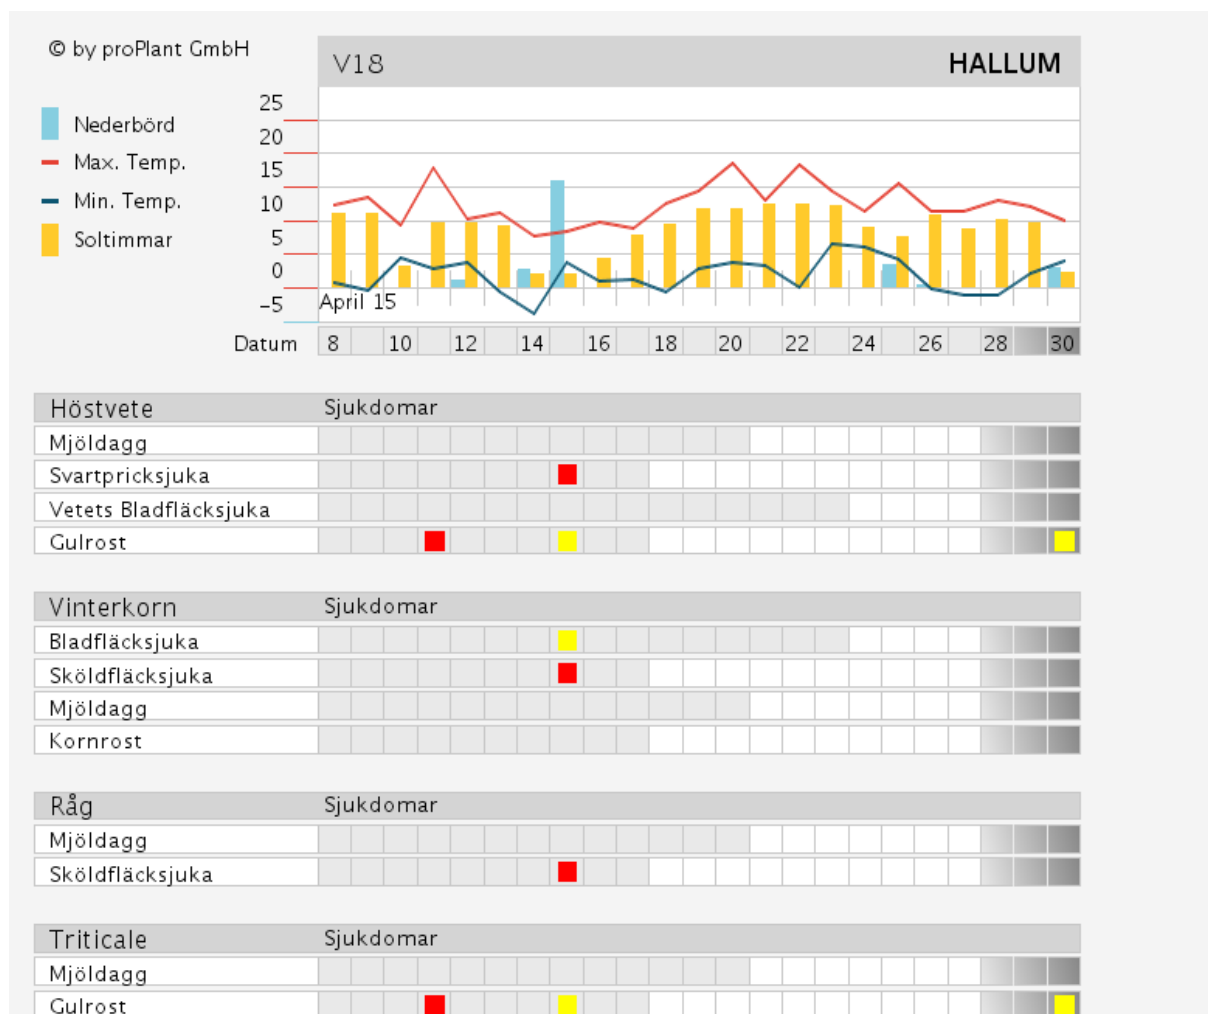 © by proPlant GmbH
V18 HALLUM
Nederbörd
Max. Temp.
Min. Temp.
Soltimmar
25
20
15
10
5
0
−5
April 15
Datum 8 10 12 14 16 18 20 22 24 26 28 30
Höstvete Sjukdomar
Mjöldagg
Svartpricksjuka
Vetets Bladfläcksjuka
Gulrost
Vinterkorn Sjukdomar
Bladfläcksjuka
Sköldfläcksjuka
Mjöldagg
Kornrost
Råg Sjukdomar
Mjöldagg
Sköldfläcksjuka
Triticale Sjukdomar
Mjöldagg
Gulrost